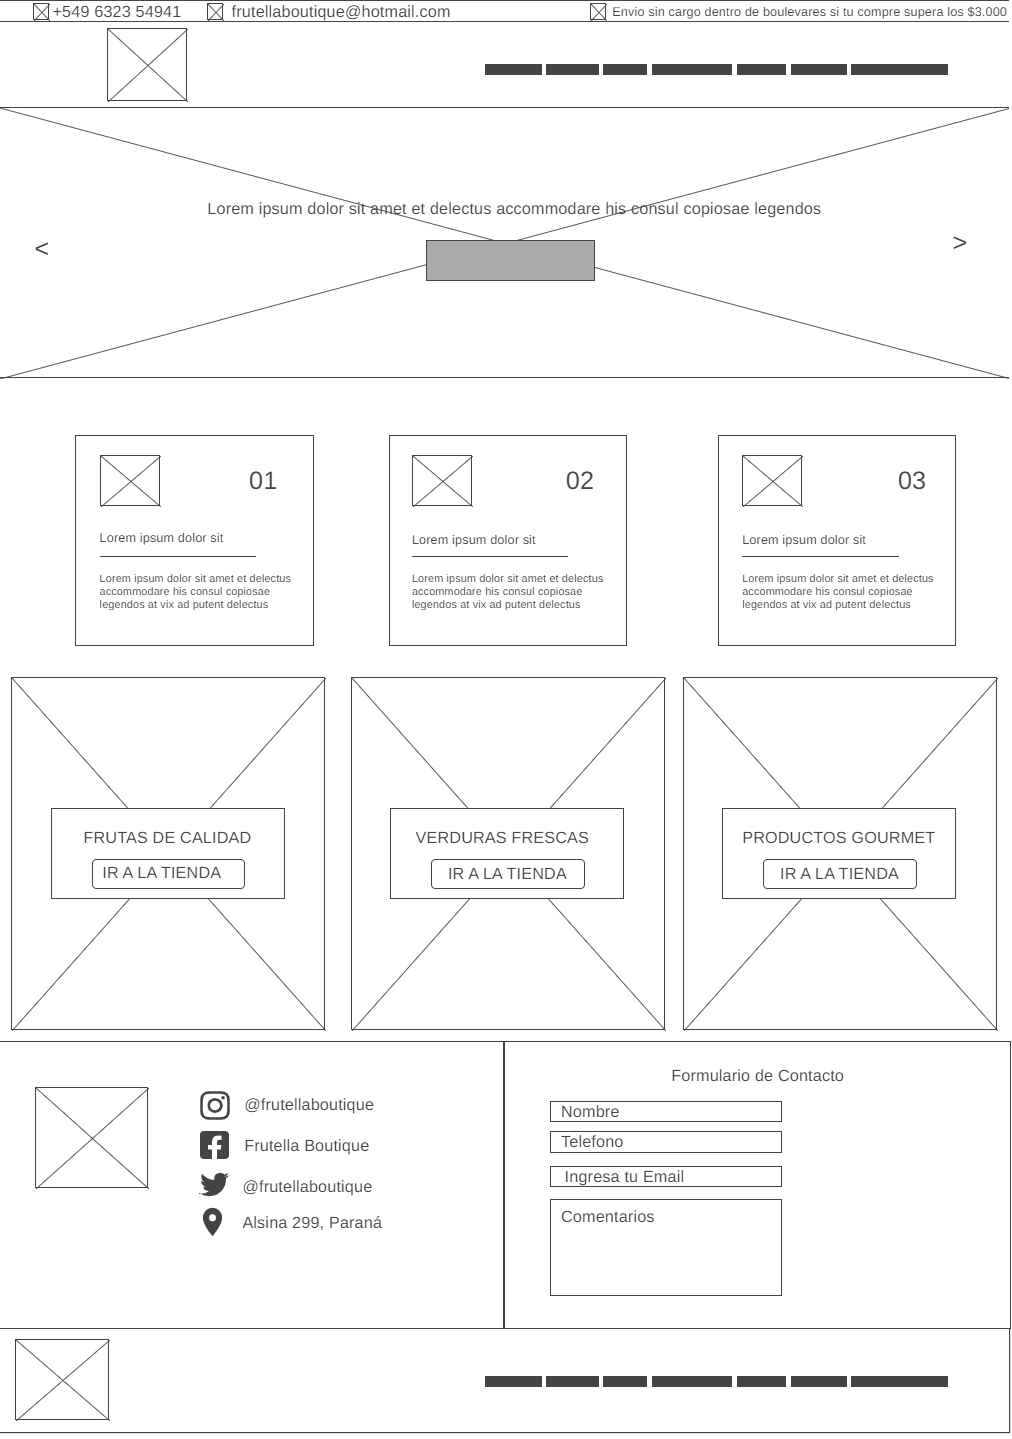 +549 6323 54941
frutellaboutique@hotmail.com
Envio sin cargo dentro de boulevares si tu compre supera los $3.000
Lorem ipsum dolor sit amet et delectus accommodare his consul copiosae legendos
<
>
01
Lorem ipsum dolor sit
Lorem ipsum dolor sit amet et delectus
accommodare his consul copiosae
legendos at vix ad putent delectus
02
Lorem ipsum dolor sit
Lorem ipsum dolor sit amet et delectus
accommodare his consul copiosae
legendos at vix ad putent delectus
03
Lorem ipsum dolor sit
Lorem ipsum dolor sit amet et delectus
accommodare his consul copiosae
legendos at vix ad putent delectus
FRUTAS DE CALIDAD
IR A LA TIENDA
VERDURAS FRESCAS
IR A LA TIENDA
PRODUCTOS GOURMET
IR A LA TIENDA
@frutellaboutique
Frutella Boutique
@frutellaboutique
Alsina 299, Paraná
Formulario de Contacto
Nombre
Telefono
Ingresa tu Email
Comentarios